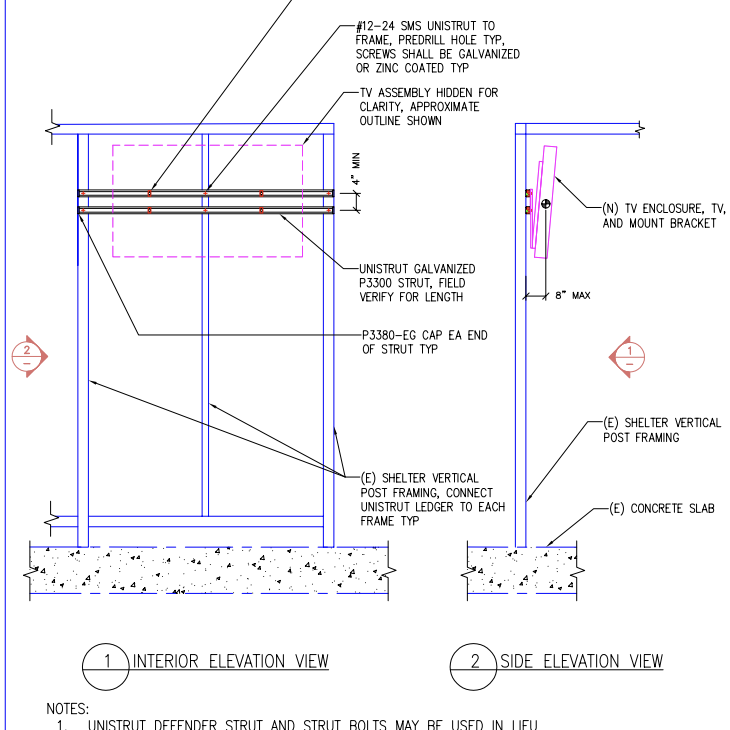 #12-24 SMS UNISTRUT TO
FRAME, PREDRILL HOLE TYP,
SCREWS SHALL BE GALVANIZED
OR ZINC COATED TYP
TV ASSEMBLY HIDDEN FOR
CLARITY, APPROXIMATE
OUTLINE SHOWN
4" MIN
(N) TV ENCLOSURE, TV,
AND MOUNT BRACKET
UNISTRUT GALVANIZED
P3300 STRUT, FIELD
VERIFY FOR LENGTH
8" MAX
P3380-EG CAP EA END
OF STRUT TYP
2
-
1
-
(E) SHELTER VERTICAL
POST FRAMING
(E) SHELTER VERTICAL
POST FRAMING, CONNECT
UNISTRUT LEDGER TO EACH
FRAME TYP
(E) CONCRETE SLAB
1 INTERIOR ELEVATION VIEW
2 SIDE ELEVATION VIEW
NOTES:
1. UNISTRUT DEFENDER STRUT AND STRUT BOLTS MAY BE USED IN LIEU